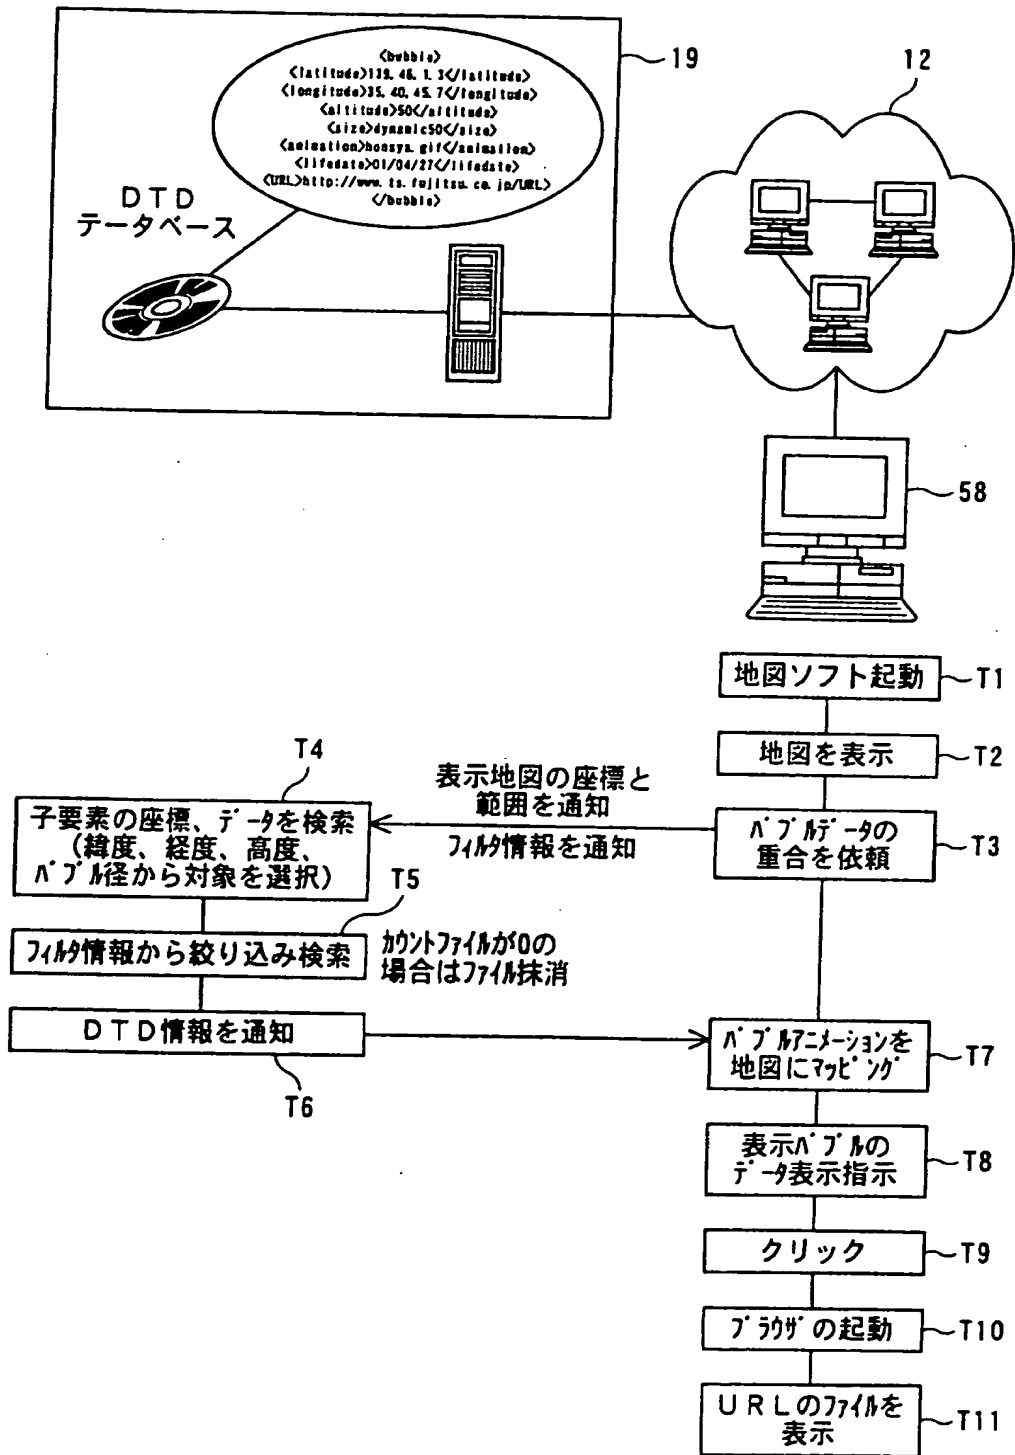 19
12
<bubble>
<latitude>139.46.1.3</latitude>
<longitude>35.40.45.7</longitude>
<altitude>50</altitude>
<size>dynamic50</size>
<animation>honsya.gif</animation>
<lifedate>01/04/27</lifedate>
<URL>http://www.ts.fujitsu.co.jp/URL>
</bubble>
DTD
データベース
58
地図ソフト起動
T1
地図を表示
T2
T4
表示地図の座標と
範囲を通知
フィルタ情報を通知
子要素の座標、データを検索
(緯度、経度、高度、
バブル径から対象を選択)
バブルデータの
重合を依頼
T3
T5
フィルタ情報から絞り込み検索
カウントファイルが0の
場合はファイル抹消
DTD情報を通知
T6
バブルアニメーションを
地図にマッピング
T7
表示バブルの
データ表示指示
T8
クリック
T9
ブラウザの起動
T10
URLのファイルを
表示
T11